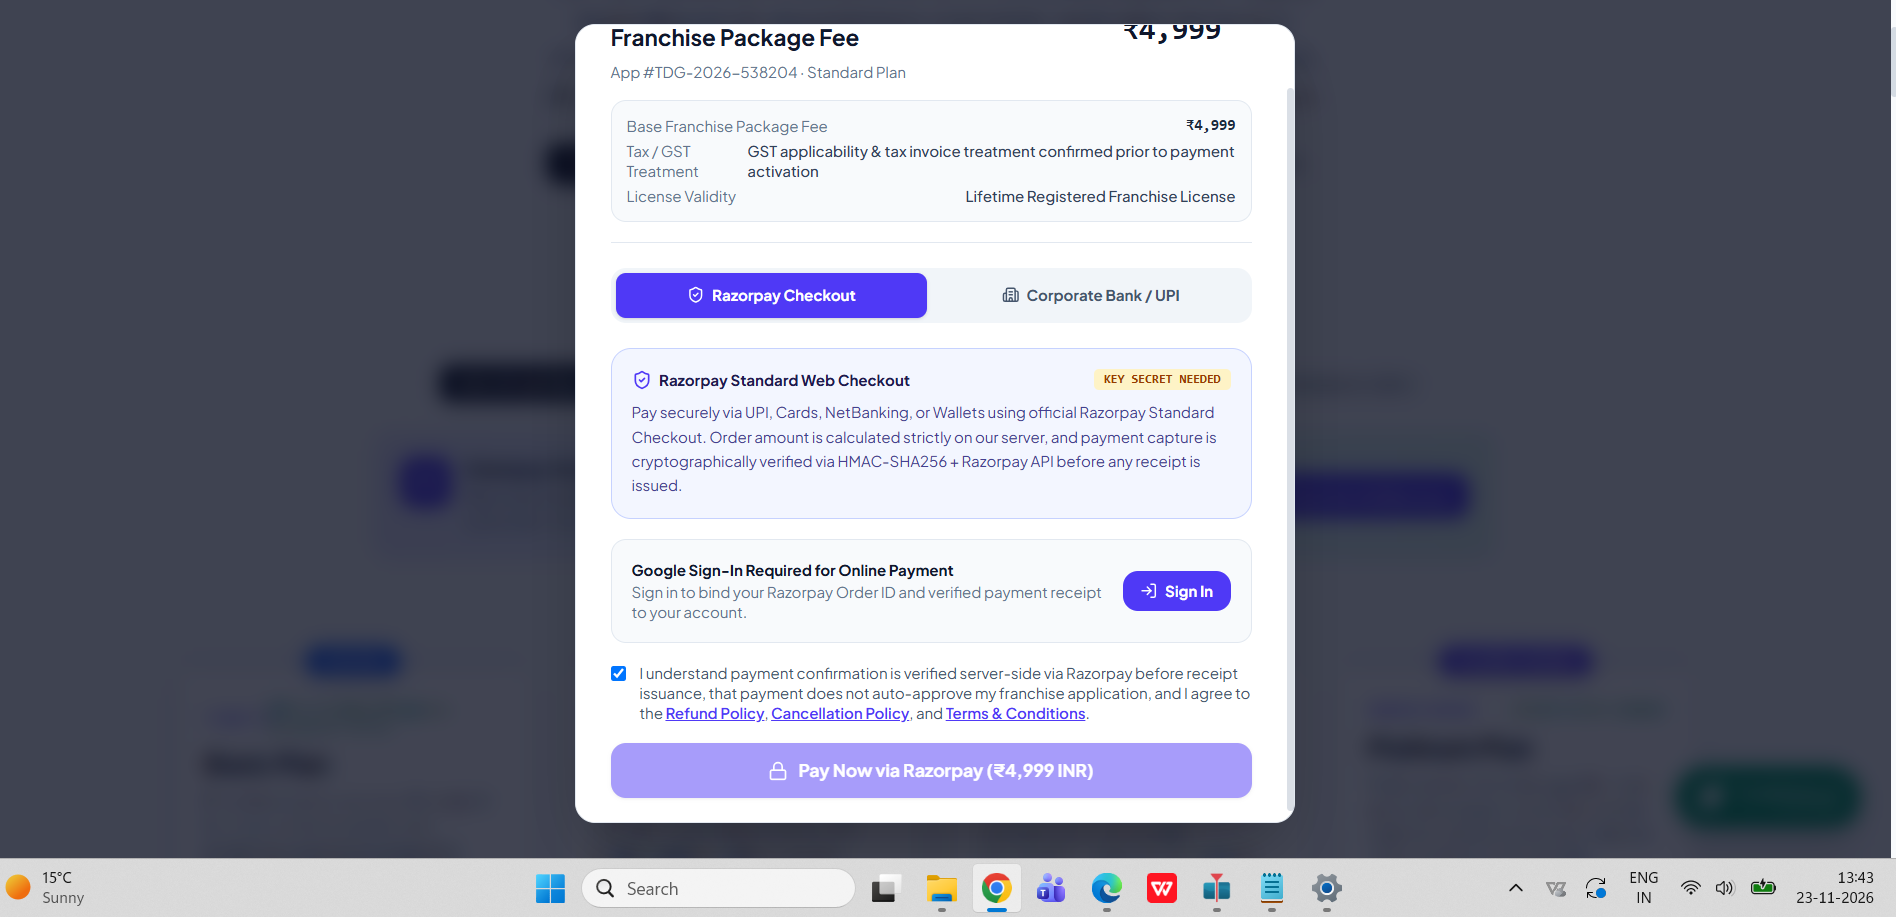 Franchise Package Fee
₹4,999
App #TDG-2026-538204 · Standard Plan
Base Franchise Package Fee
₹4,999
Tax / GST
Treatment
GST applicability & tax invoice treatment confirmed prior to payment
activation
License Validity
Lifetime Registered Franchise License
Razorpay Checkout
Corporate Bank / UPI
Razorpay Standard Web Checkout
KEY SECRET NEEDED
Pay securely via UPI, Cards, NetBanking, or Wallets using official Razorpay Standard
Checkout. Order amount is calculated strictly on our server, and payment capture is
cryptographically verified via HMAC-SHA256 + Razorpay API before any receipt is
issued.
Google Sign-In Required for Online Payment
Sign in to bind your Razorpay Order ID and verified payment receipt
to your account.
Sign In
I understand payment confirmation is verified server-side via Razorpay before receipt
issuance, that payment does not auto-approve my franchise application, and I agree to
the Refund Policy, Cancellation Policy, and Terms & Conditions.
Pay Now via Razorpay (₹4,999 INR)
15°C
Sunny
Search
ENG
IN
13:43
23-11-2026